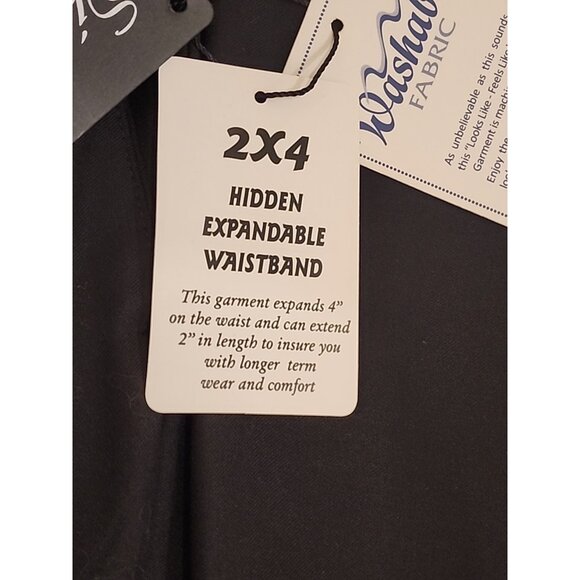 Washab
FABRIC
As unbelievable as this sounds
this "Looks Like - Feels Like
Garment is machi
Enjoy the
2X4
HIDDEN
EXPANDABLE
WAISTBAND
This garment expands 4"
on the waist and can extend
2" in length to insure you
with longer term
wear and comfort